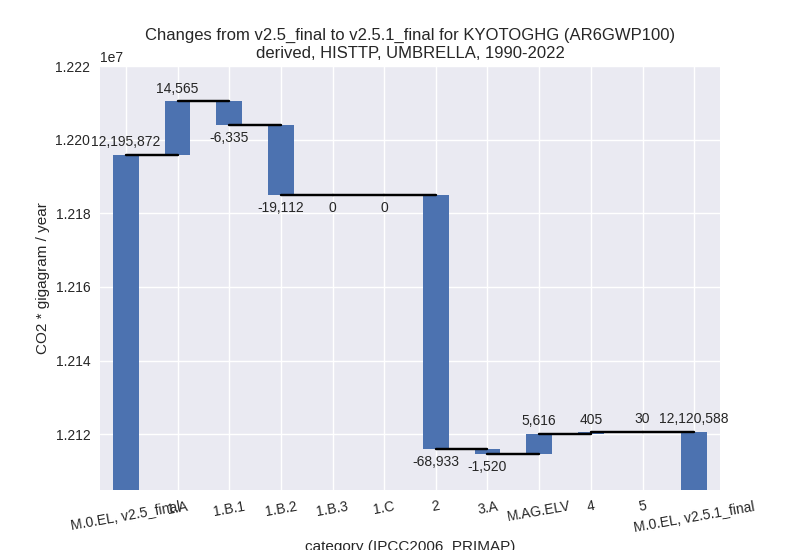 Changes from v2.5_final to v2.5.1_final for KYOTOGHG (AR6GWP100)
derived, HISTTP, UMBRELLA, 1990-2022
1e7
1.222
1.220
1.218
1.216
1.214
1.212
CO2 * gigagram / year
12,195,872
14,565
-6,335
-19,112
0
0
-68,933
-1,520
5,616
405
30
12,120,588
M.0.EL, v2.5_final
1.A
1.B.1
1.B.2
1.B.3
1.C
2
3.A
M.AG.ELV
4
5
M.0.EL, v2.5.1_final
category (IPCC2006_PRIMAP)